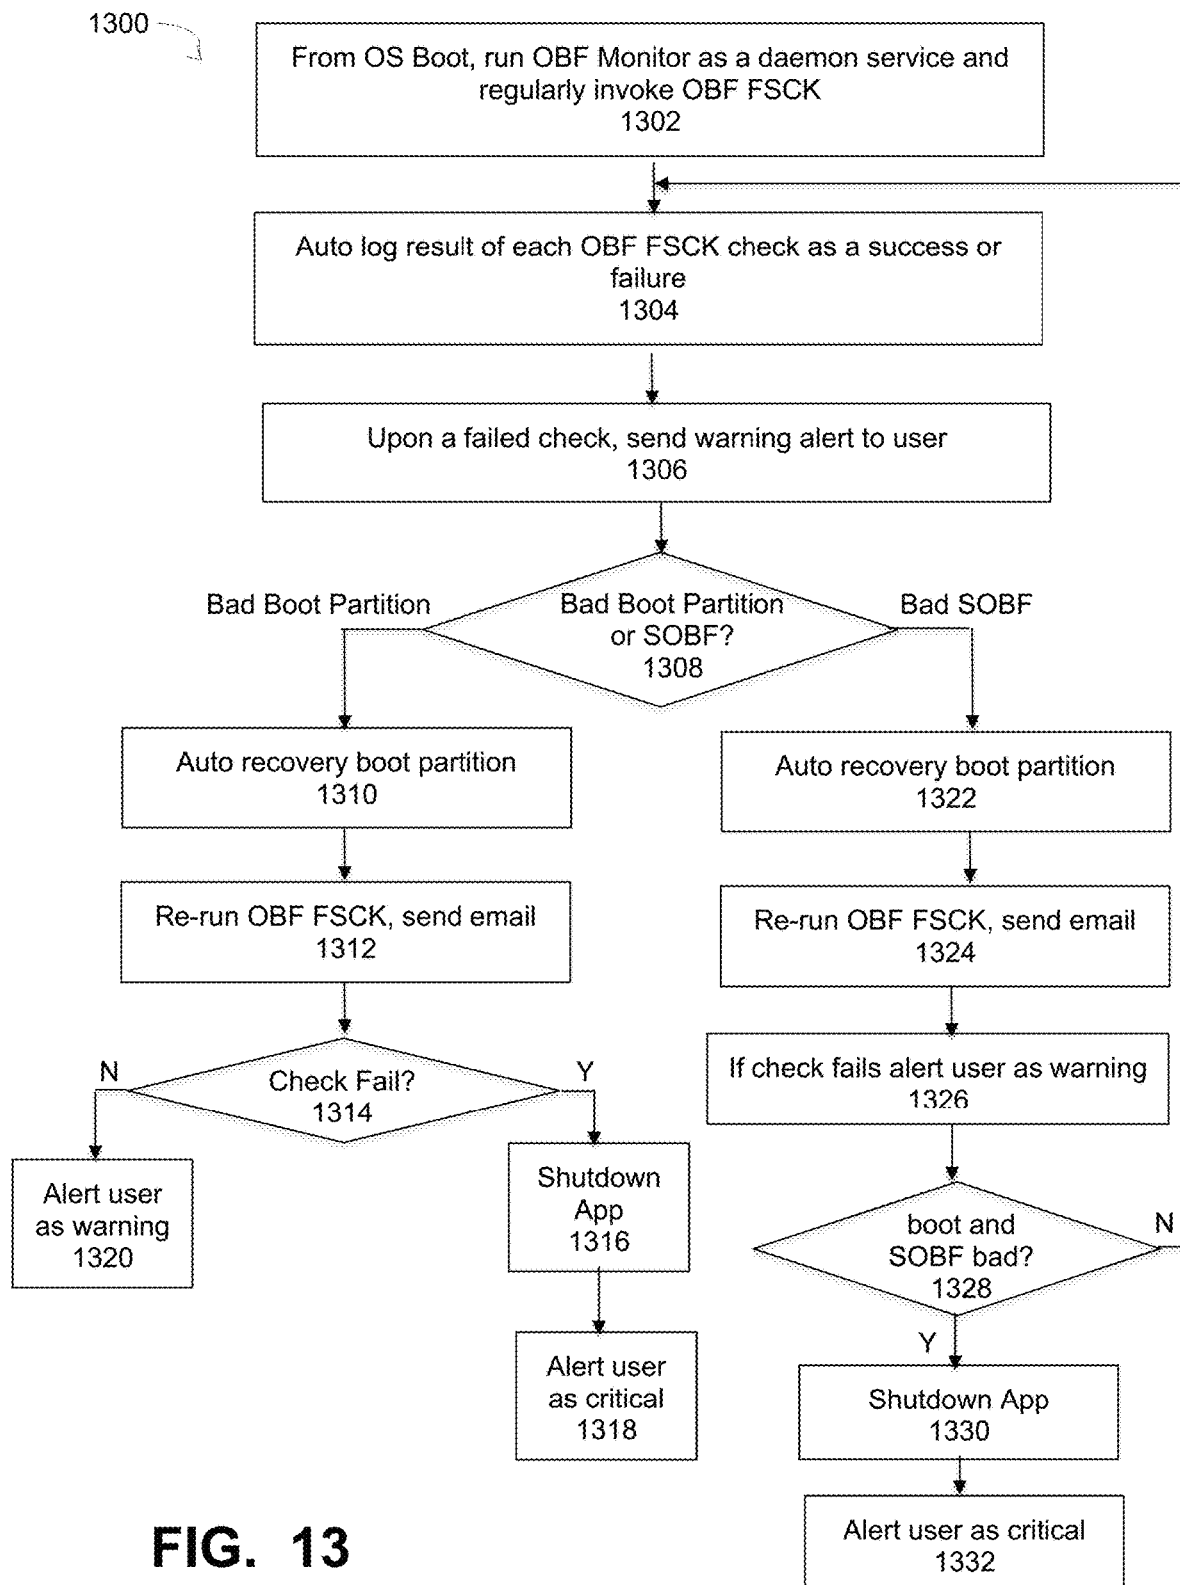 1300
From OS Boot, run OBF Monitor as a daemon service and
regularly invoke OBF FSCK
1302
Auto log result of each OBF FSCK check as a success or
failure
1304
Upon a failed check, send warning alert to user
1306
Bad Boot Partition
Bad Boot Partition
or SOBF?
1308
Bad SOBF
Auto recovery boot partition
1310
Auto recovery boot partition
1322
Re-run OBF FSCK, send email
1312
Re-run OBF FSCK, send email
1324
N
Check Fail?
1314
Y
If check fails alert user as warning
1326
Alert user
as warning
1320
Shutdown
App
1316
boot and
SOBF bad?
1328
N
Y
Alert user
as critical
1318
Shutdown App
1330
Alert user as critical
1332
FIG. 13